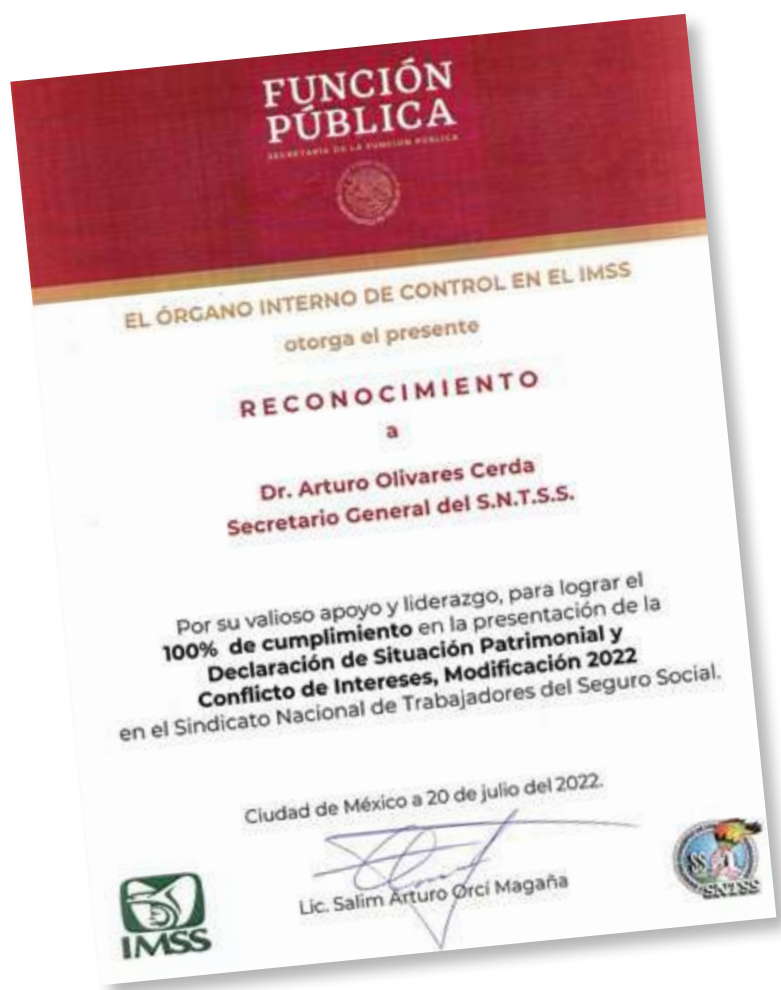 FUNCIÓN
PÚBLICA
SECRETARÍA DE LA FUNCIÓN PÚBLICA
EL ÓRGANO INTERNO DE CONTROL EN EL IMSS
otorga el presente
RECONOCIMIENTO
a
Dr. Arturo Olivares Cerda
Secretario General del S.N.T.S.S.
Por su valioso apoyo y liderazgo, para lograr el
100% de cumplimiento en la presentación de la
Declaración de Situación Patrimonial y
Conflicto de Intereses, Modificación 2022
en el Sindicato Nacional de Trabajadores del Seguro Social.
Ciudad de México a 20 de julio del 2022.
Lic. Salim Arturo Orcí Magaña
IMSS
SNTSS